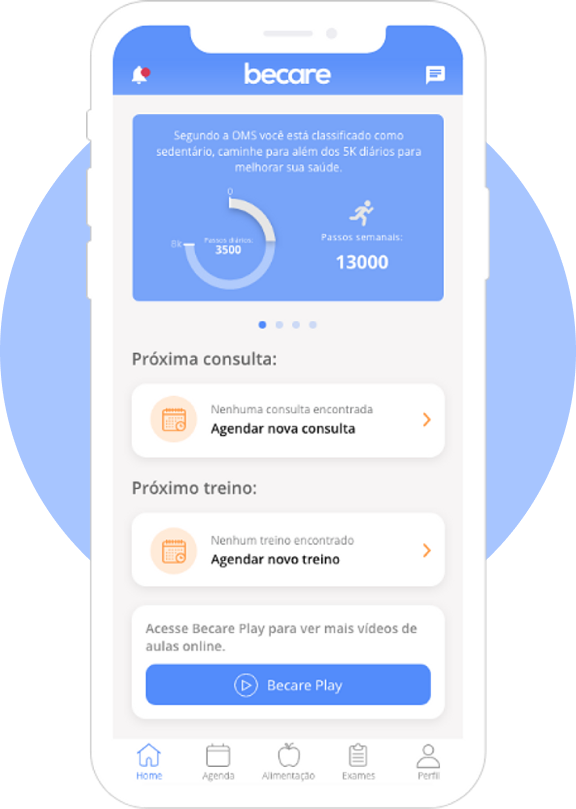 becare
Segundo a OMS você está classificado como
sedentário, caminhe para além dos 5K diários para
melhorar sua saúde.
0
8k
Passos diários
3500
Passos semanais:
13000
Próxima consulta:
Nenhuma consulta encontrada
Agendar nova consulta
Próximo treino:
Nenhum treino encontrado
Agendar novo treino
Acesse Becare Play para ver mais vídeos de
aulas online.
Becare Play
Home
Agenda
Alimentação
Exames
Perfil